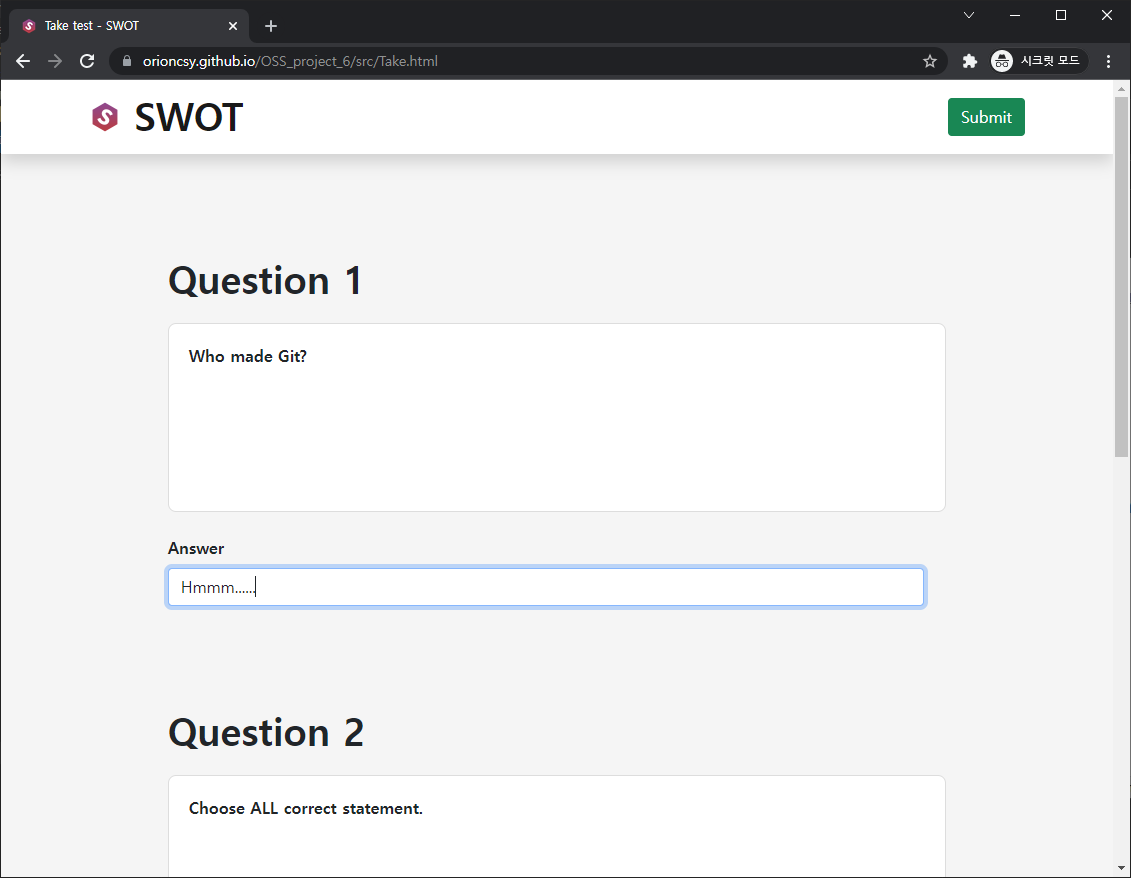 Take test - SWOT
orioncsy.github.io/OSS_project_6/src/Take.html
시크릿 모드
SWOT
Submit
Question 1
Who made Git?
Answer
Hmmm......
Question 2
Choose ALL correct statement.